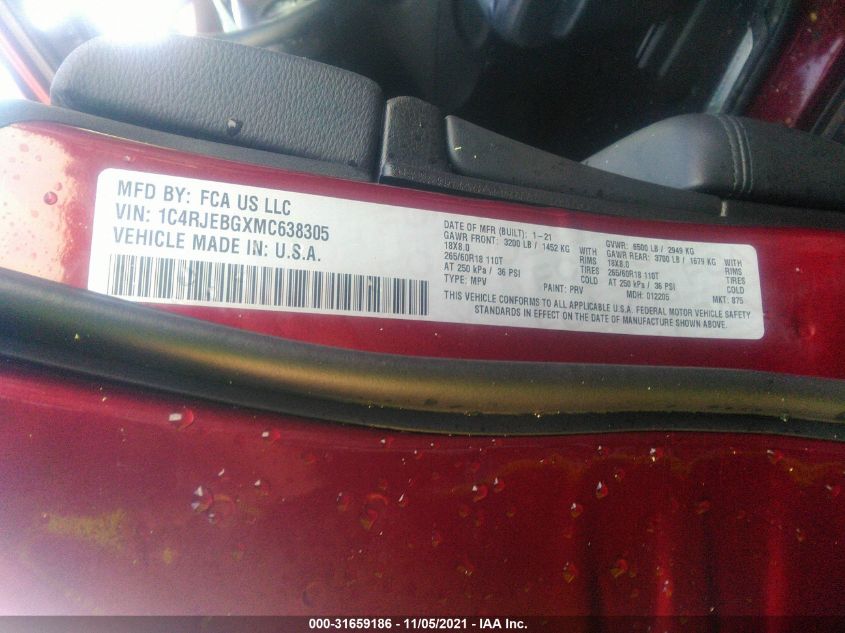 MFD BY: FCA US LLC
VIN: 1C4RJEBGXMC638305
VEHICLE MADE IN: U.S.A.
DATE OF MFR (BUILT): 1-21 GVWR: 6500 LB / 2949 KG
GAWR FRONT: 3200 LB / 1452 KG WITH GAWR REAR: 3700 LB / 1679 KG WITH
18X8.0 RIMS 18X8.0 RIMS
265/60R18 110T TIRES 265/60R18 110T TIRES
AT 250 kPa / 36 PSI COLD AT 250 kPa / 36 PSI COLD
TYPE: MPV PAINT: PRV MDH: 012205 MKT: 875
THIS VEHICLE CONFORMS TO ALL APPLICABLE U.S.A. FEDERAL MOTOR VEHICLE SAFETY
STANDARDS IN EFFECT ON THE DATE OF MANUFACTURE SHOWN ABOVE.
000-31659186 - 11/05/2021 - IAA Inc.